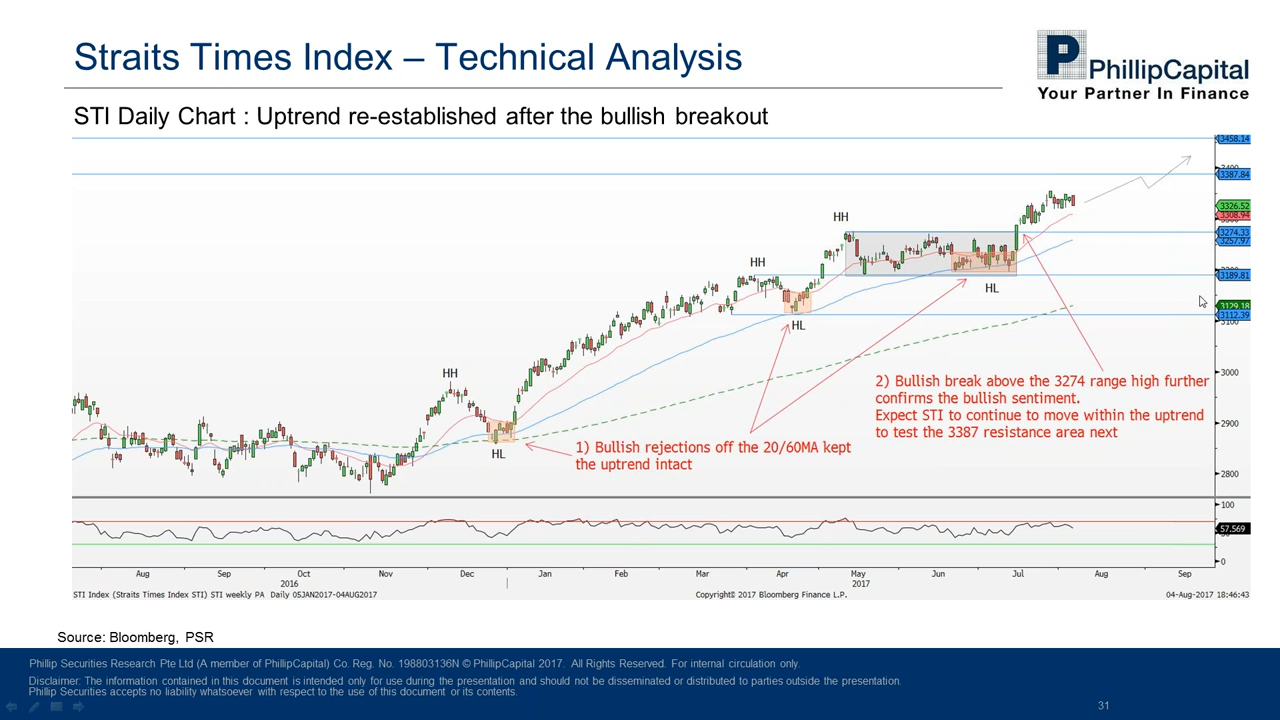 Straits Times Index – Technical Analysis
P
PhillipCapital
Your Partner In Finance
STI Daily Chart : Uptrend re-established after the bullish breakout
3458.14
3400
3387.84
3326.52
3308.94
3274.33
3257.97
3200
3189.81
3129.18
3112.39
3100
3000
2900
2800
HH
HH
HH
HL
HL
HL
1) Bullish rejections off the 20/60MA kept
the uptrend intact
2) Bullish break above the 3274 range high further
confirms the bullish sentiment.
Expect STI to continue to move within the uptrend
to test the 3387 resistance area next
100
57.569
0
Aug Sep Oct Nov Dec Jan Feb Mar Apr May Jun Jul Aug Sep
2016 2017
STI Index (Straits Times Index STI) STI weekly PA Daily 05JAN2017-04AUG2017
Copyright© 2017 Bloomberg Finance L.P.
04-Aug-2017 18:46:43
Source: Bloomberg, PSR
Phillip Securities Research Pte Ltd (A member of PhillipCapital) Co. Reg. No. 198803136N © PhillipCapital 2017. All Rights Reserved. For internal circulation only.
Disclaimer: The information contained in this document is intended only for use during the presentation and should not be disseminated or distributed to parties outside the presentation.
Phillip Securities accepts no liability whatsoever with respect to the use of this document or its contents.
31